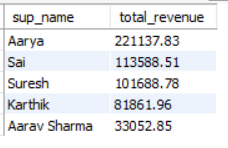 sup_name total_revenue
Aarya 221137.83
Sai 113588.51
Suresh 101688.78
Karthik 81861.96
Aarav Sharma 33052.85